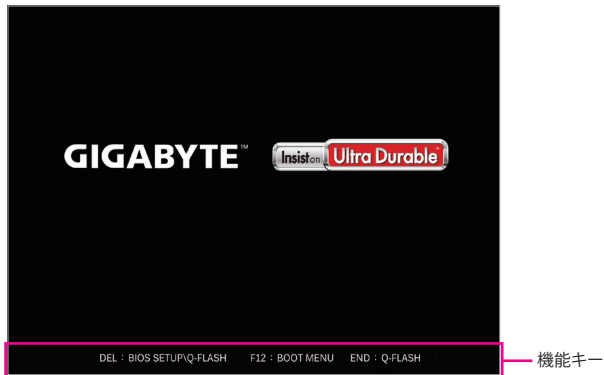 GIGABYTE™ Insist on Ultra Durable™
DEL : BIOS SETUP\Q-FLASH F12 : BOOT MENU END : Q-FLASH
機能キー